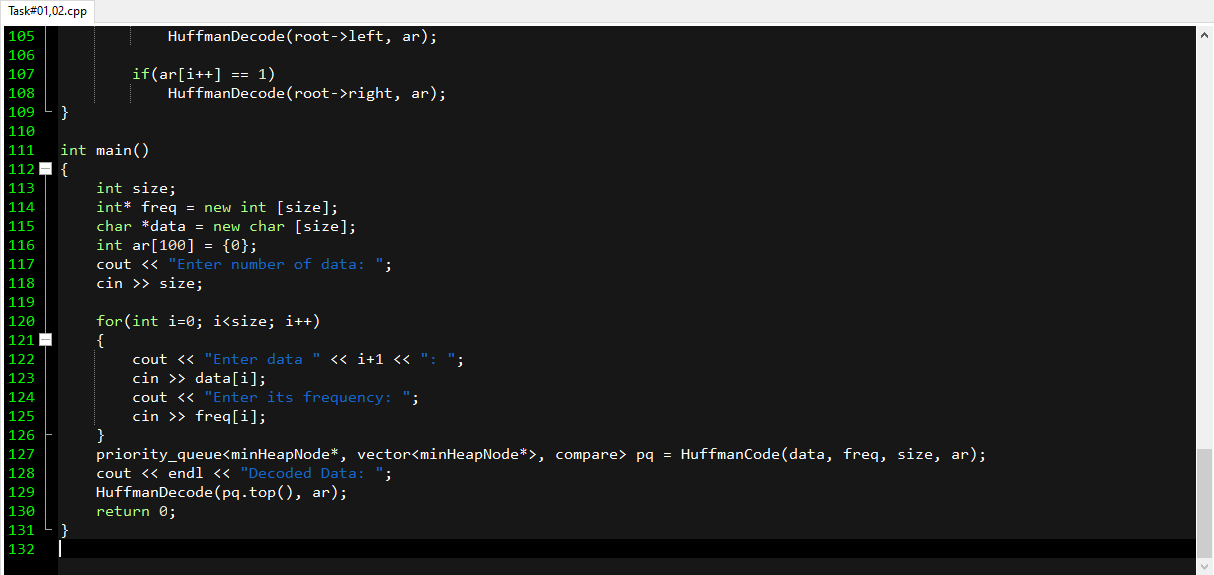 Task#01,02.cpp
105             HuffmanDecode(root->left, ar);
106
107         if(ar[i++] == 1)
108             HuffmanDecode(root->right, ar);
109 }
110
111 int main()
112 {
113     int size;
114     int* freq = new int [size];
115     char *data = new char [size];
116     int ar[100] = {0};
117     cout << "Enter number of data: ";
118     cin >> size;
119
120     for(int i=0; i<size; i++)
121     {
122         cout << "Enter data " << i+1 << ": ";
123         cin >> data[i];
124         cout << "Enter its frequency: ";
125         cin >> freq[i];
126     }
127     priority_queue<minHeapNode*, vector<minHeapNode*>, compare> pq = HuffmanCode(data, freq, size, ar);
128     cout << endl << "Decoded Data: ";
129     HuffmanDecode(pq.top(), ar);
130     return 0;
131 }
132